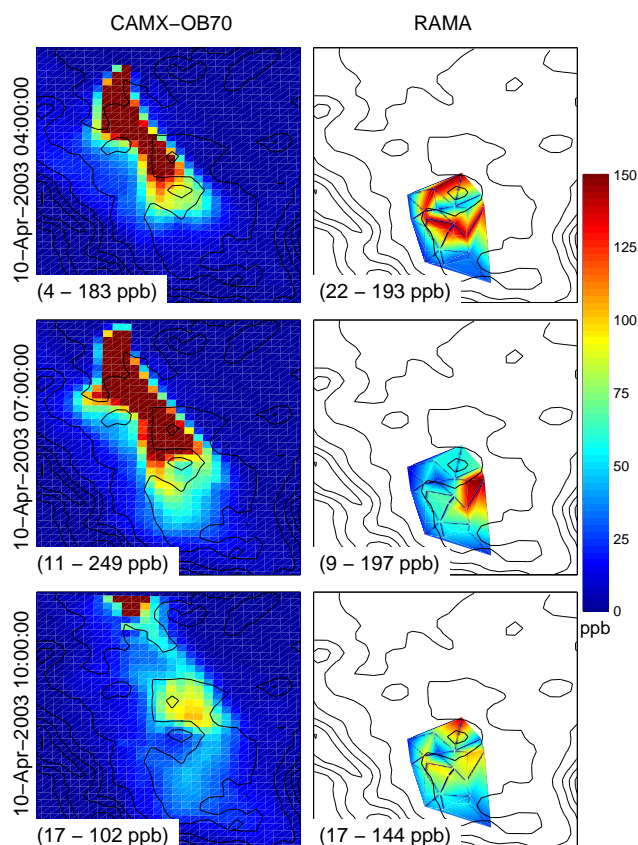 CAMX−OB70
RAMA
10−Apr−2003 04:00:00
(4 − 183 ppb)
(22 − 193 ppb)
10−Apr−2003 07:00:00
(11 − 249 ppb)
(9 − 197 ppb)
10−Apr−2003 10:00:00
(17 − 102 ppb)
(17 − 144 ppb)
150
125
100
75
50
25
0
ppb